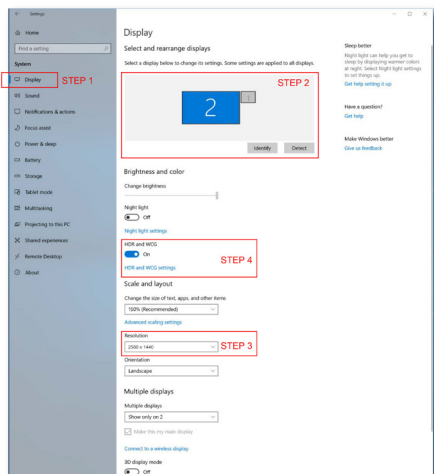 Settings
Home
Find a setting
System
Display
STEP 1
Sound
Notifications & actions
Focus assist
Power & sleep
Battery
Storage
Tablet mode
Multitasking
Projecting to this PC
Shared experiences
Remote Desktop
About
Display
Select and rearrange displays
Select a display below to change its settings. Some settings are applied to all displays.
STEP 2
2
1
Identify
Detect
Brightness and color
Change brightness
Night light
Off
Night light settings
HDR and WCG
On
HDR and WCG settings
STEP 4
Scale and layout
Change the size of text, apps, and other items
150% (Recommended)
Advanced scaling settings
Resolution
2560 x 1440
STEP 3
Orientation
Landscape
Multiple displays
Multiple displays
Show only on 2
Make this my main display
Connect to a wireless display
3D display mode
Off
Sleep better
Night light can help you get to
sleep by displaying warmer colors
at night. Select Night light settings
to set things up.
Get help setting it up
Have a question?
Get help
Make Windows better
Give us feedback